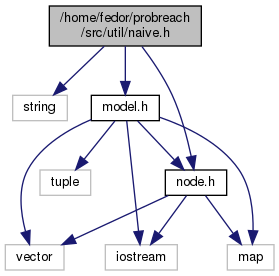 /home/fedor/probreach
/src/util/naive.h
string
model.h
tuple
node.h
vector
iostream
map